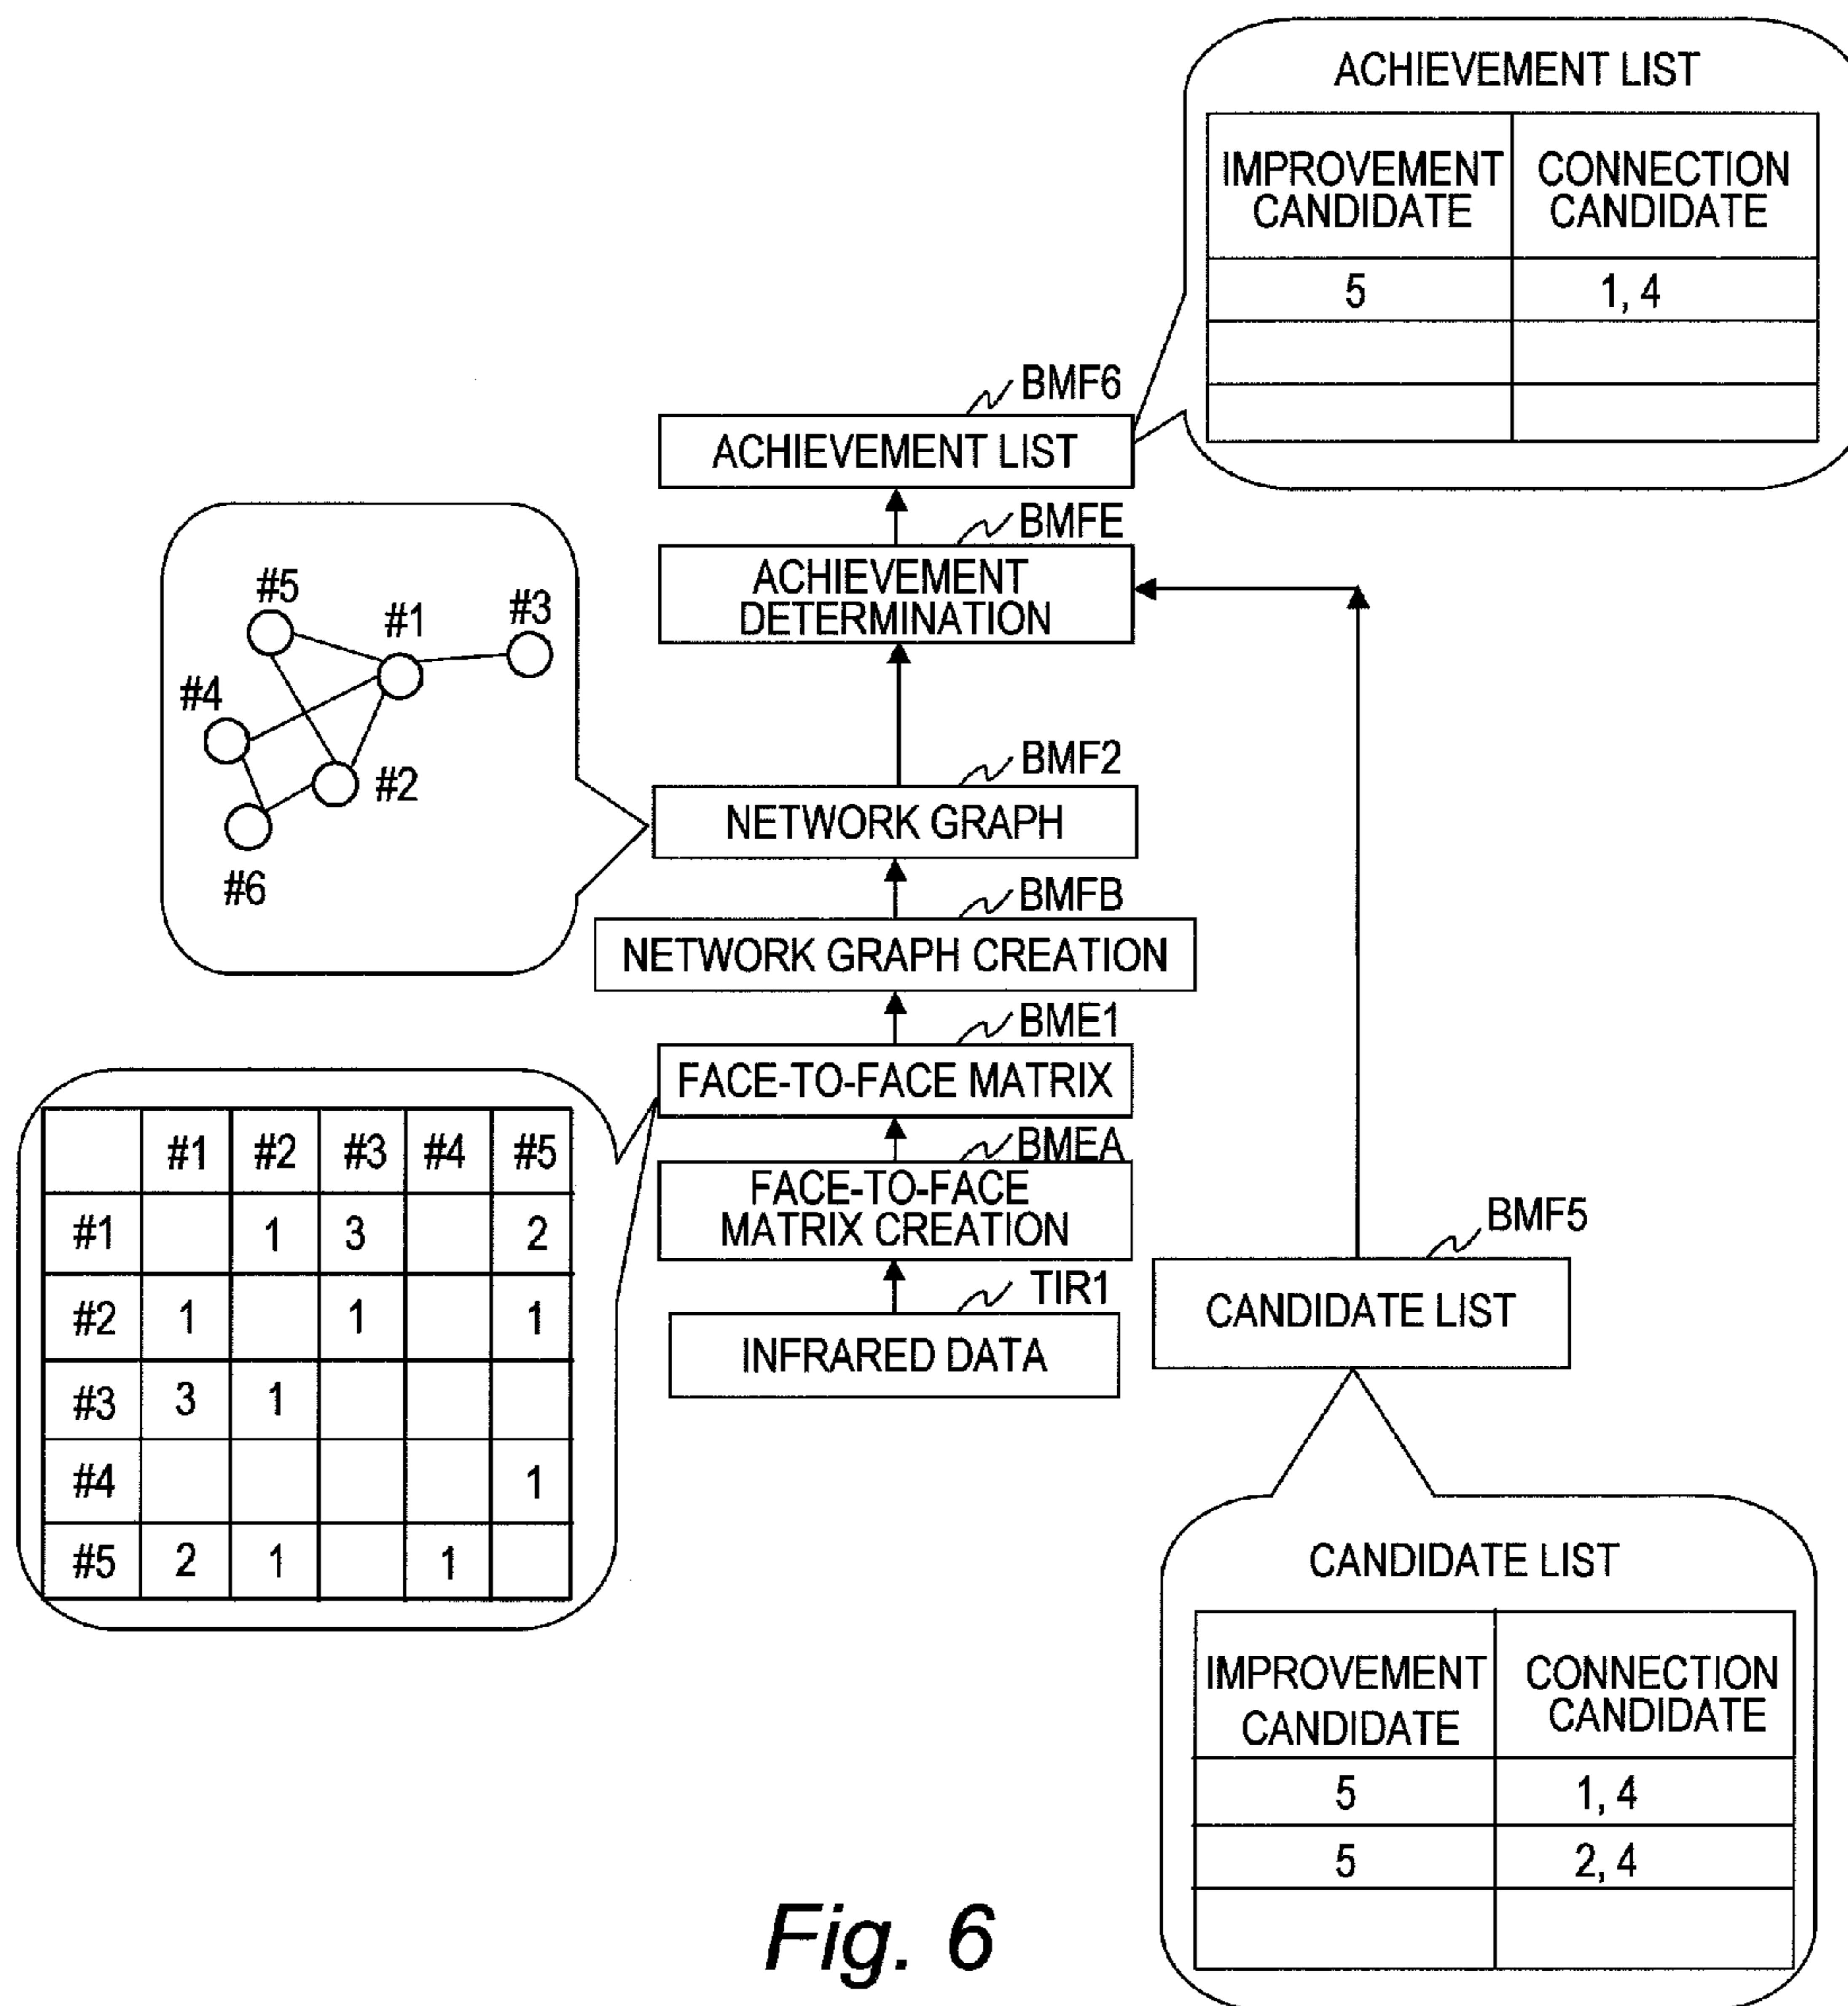 ACHIEVEMENT LIST
IMPROVEMENT CANDIDATE CONNECTION CANDIDATE
5 1, 4
BMF6
ACHIEVEMENT LIST
BMFE
ACHIEVEMENT
DETERMINATION
#5
#1
#3
#4
#2
#6
BMF2
NETWORK GRAPH
BMFB
NETWORK GRAPH CREATION
BME1
FACE-TO-FACE MATRIX
BMEA
FACE-TO-FACE
MATRIX CREATION
TIR1
INFRARED DATA
#1 #2 #3 #4 #5
#1 1 3 2
#2 1 1 1
#3 3 1
#4 1
#5 2 1 1
BMF5
CANDIDATE LIST
CANDIDATE LIST
IMPROVEMENT CANDIDATE CONNECTION CANDIDATE
5 1, 4
5 2, 4
Fig. 6